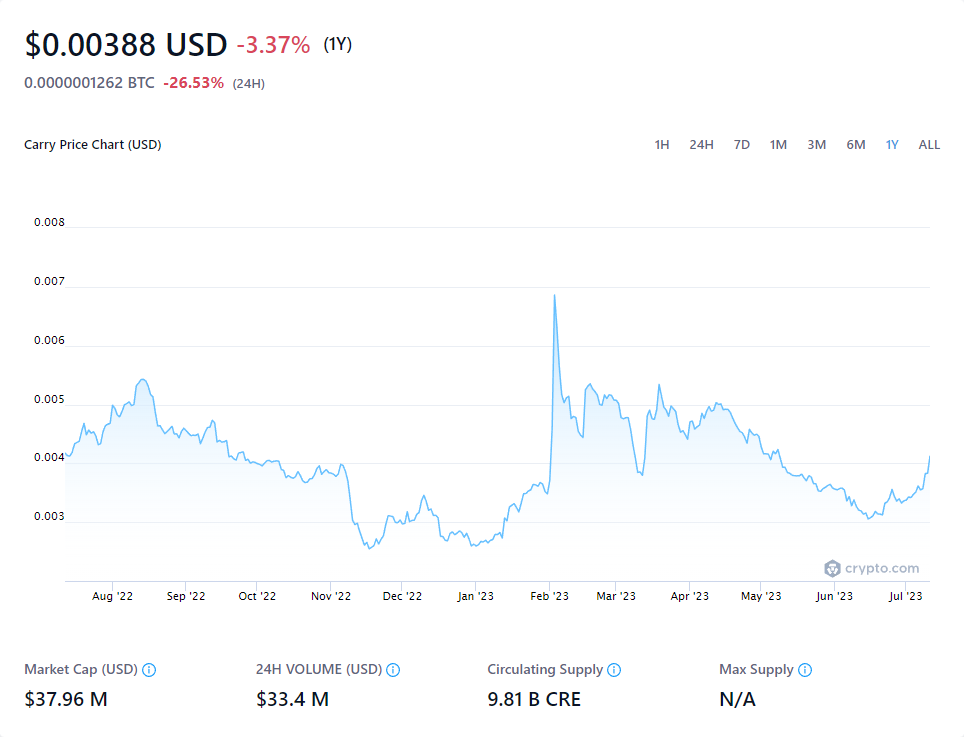 $0.00388 USD -3.37% (1Y)
0.0000001262 BTC -26.53% (24H)
Carry Price Chart (USD) 1H 24H 7D 1M 3M 6M 1Y ALL
0.008
0.007
0.006
0.005
0.004
0.003
crypto.com
Aug '22 Sep '22 Oct '22 Nov '22 Dec '22 Jan '23 Feb '23 Mar '23 Apr '23 May '23 Jun '23 Jul '23
Market Cap (USD) 24H VOLUME (USD) Circulating Supply Max Supply
$37.96 M $33.4 M 9.81 B CRE N/A